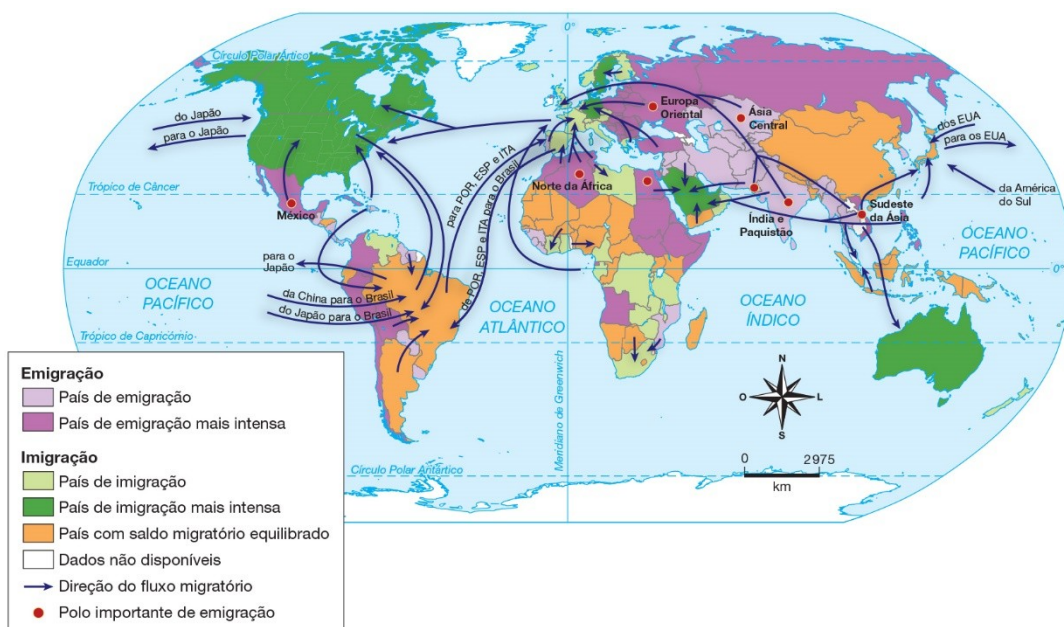 0°
Círculo Polar Ártico
Europa
Oriental
Ásia
Central
do Japão
para o Japão
dos EUA
para os EUA
para POR, ESP e ITA
de POR, ESP e ITA para o Brasil
Trópico de Câncer
Norte da África
México
Índia e
Paquistão
Sudeste
da Ásia
da América
do Sul
para o
Japão
Equador
0°
OCEANO
PACÍFICO
da China para o Brasil
do Japão para o Brasil
OCEANO
ATLÂNTICO
OCEANO
ÍNDICO
OCEANO
PACÍFICO
Trópico de Capricórnio
Meridiano de Greenwich
N
O
L
S
Círculo Polar Antártico
0
2975
km
Emigração
País de emigração
País de emigração mais intensa
Imigração
País de imigração
País de imigração mais intensa
País com saldo migratório equilibrado
Dados não disponíveis
Direção do fluxo migratório
Polo importante de emigração